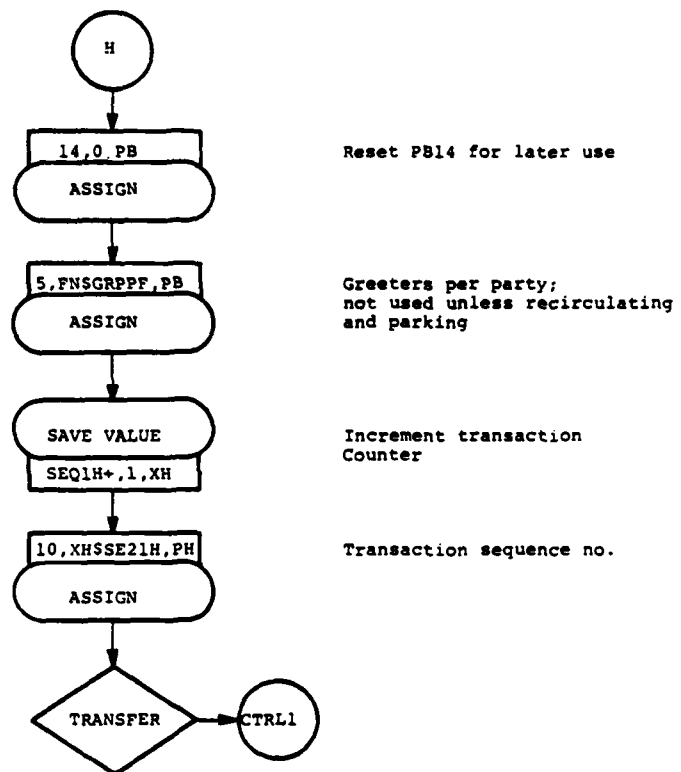 H
14,0,PB
ASSIGN
Reset PB14 for later use
5,FN$GRPPF,PB
ASSIGN
Greeters per party;
not used unless recirculating
and parking
SAVE VALUE
SEQ1H+,1,XH
Increment transaction
Counter
10,XH$SE21H,PH
ASSIGN
Transaction sequence no.
TRANSFER
CTRL1